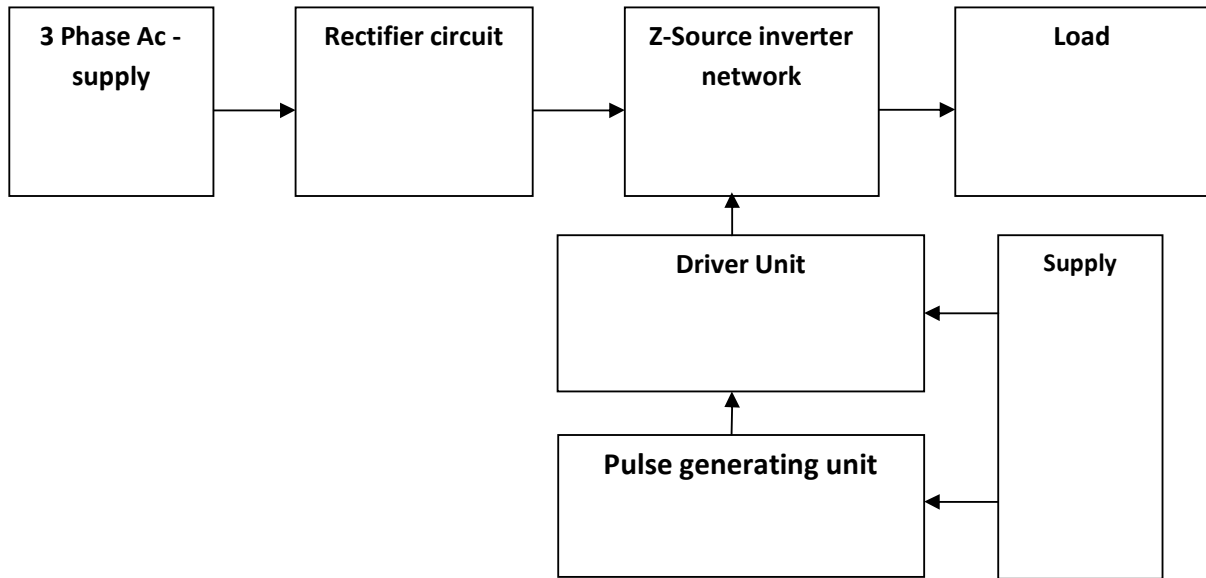 3 Phase Ac -
supply
Rectifier circuit
Z-Source inverter
network
Load
Driver Unit
Supply
Pulse generating unit